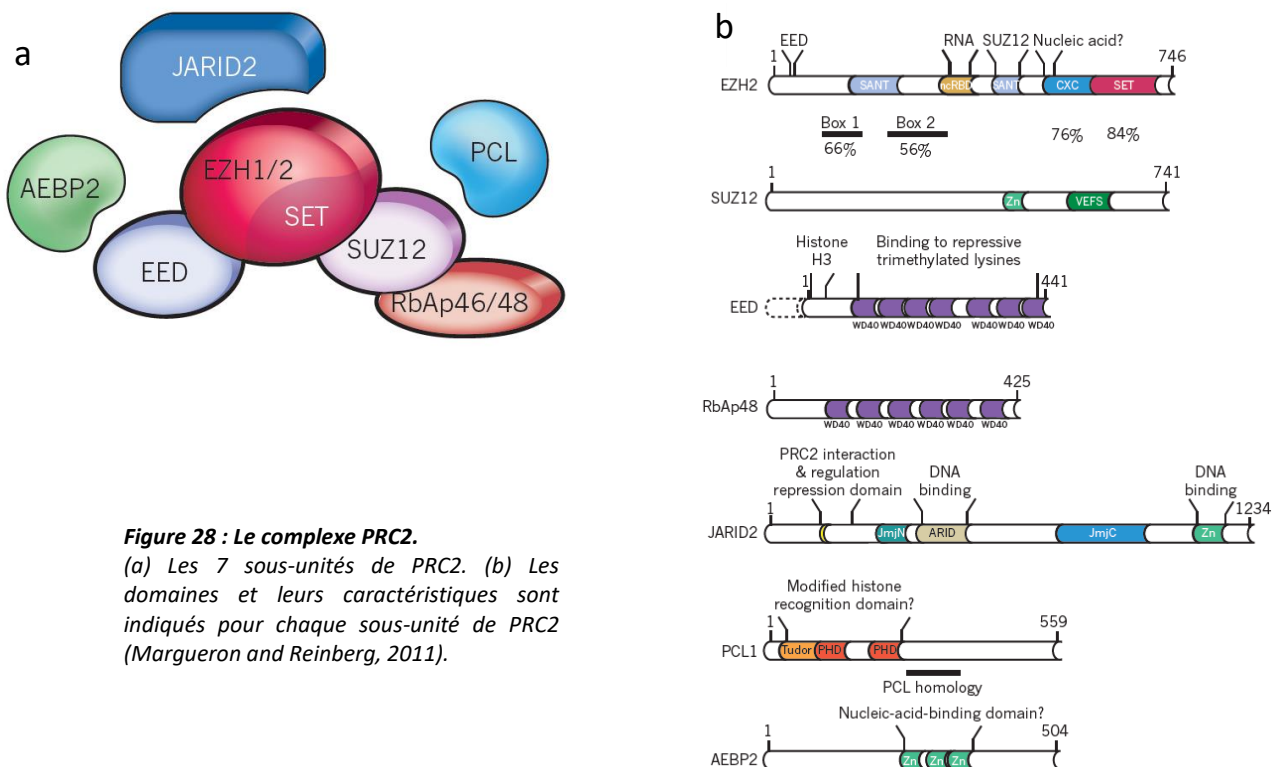 a
JARID2
AEBP2
EZH1/2
PCL
SET
EED
SUZ12
RbAp46/48
Figure 28 : Le complexe PRC2.
(a) Les 7 sous-unités de PRC2. (b) Les
domaines et leurs caractéristiques sont
indiqués pour chaque sous-unité de PRC2
(Margueron and Reinberg, 2011).
b
EED RNA SUZ12 Nucleic acid?
1 746
EZH2 SANT ncRBD SANT CXC SET
Box 1 Box 2
66% 56% 76% 84%
1 741
SUZ12 Zn VEFS
Histone Binding to repressive
H3 trimethylated lysines
1 441
EED
WD40 WD40 WD40 WD40 WD40 WD40 WD40
1 425
RbAp48
WD40 WD40 WD40 WD40 WD40 WD40
PRC2 interaction
& regulation DNA DNA
repression domain binding binding
1 1234
JARID2 JmjN ARID JmjC Zn
Modified histone
recognition domain?
1 559
PCL1 Tudor PHD PHD
PCL homology
Nucleic-acid-binding domain?
1 504
AEBP2 Zn Zn Zn